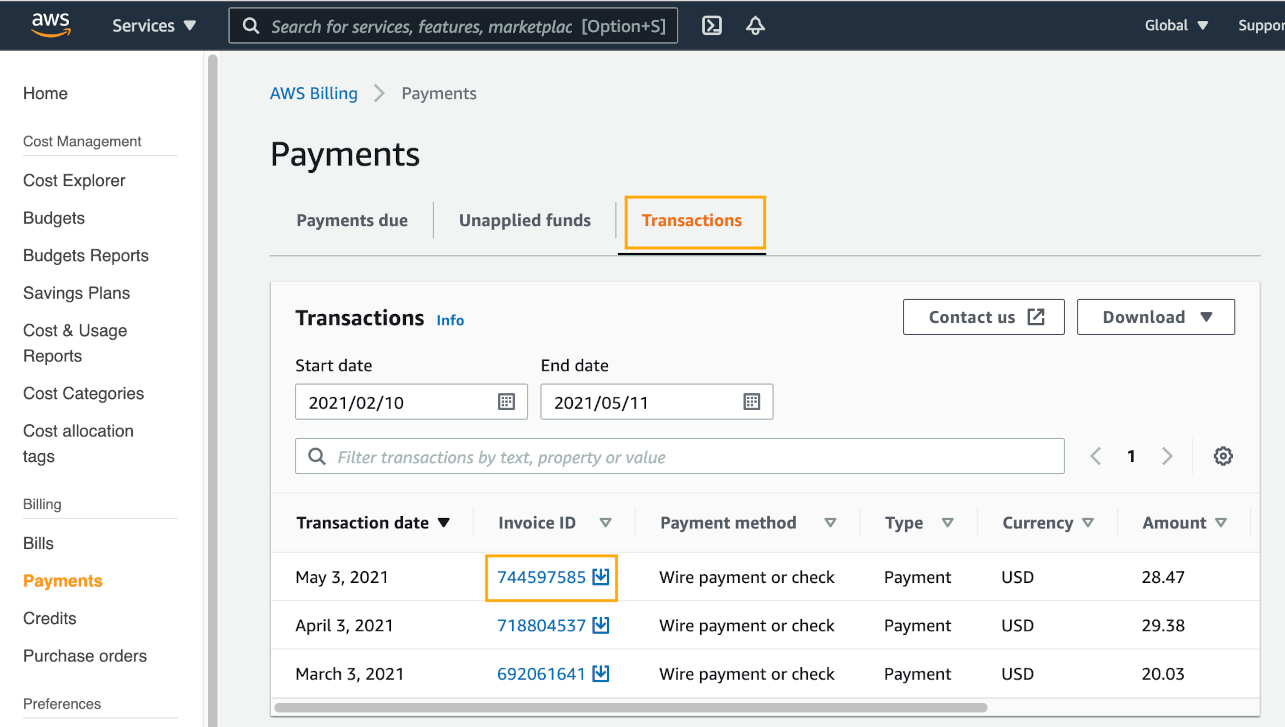 aws Services Search for services, features, marketplac [Option+S] Global Suppor
Home
Cost Management
Cost Explorer
Budgets
Budgets Reports
Savings Plans
Cost & Usage
Reports
Cost Categories
Cost allocation
tags
Billing
Bills
Payments
Credits
Purchase orders
Preferences
AWS Billing Payments
Payments
Payments due Unapplied funds Transactions
Transactions Info Contact us Download
Start date End date
2021/02/10 2021/05/11
Filter transactions by text, property or value 1
Transaction date Invoice ID Payment method Type Currency Amount
May 3, 2021 744597585 Wire payment or check Payment USD 28.47
April 3, 2021 718804537 Wire payment or check Payment USD 29.38
March 3, 2021 692061641 Wire payment or check Payment USD 20.03